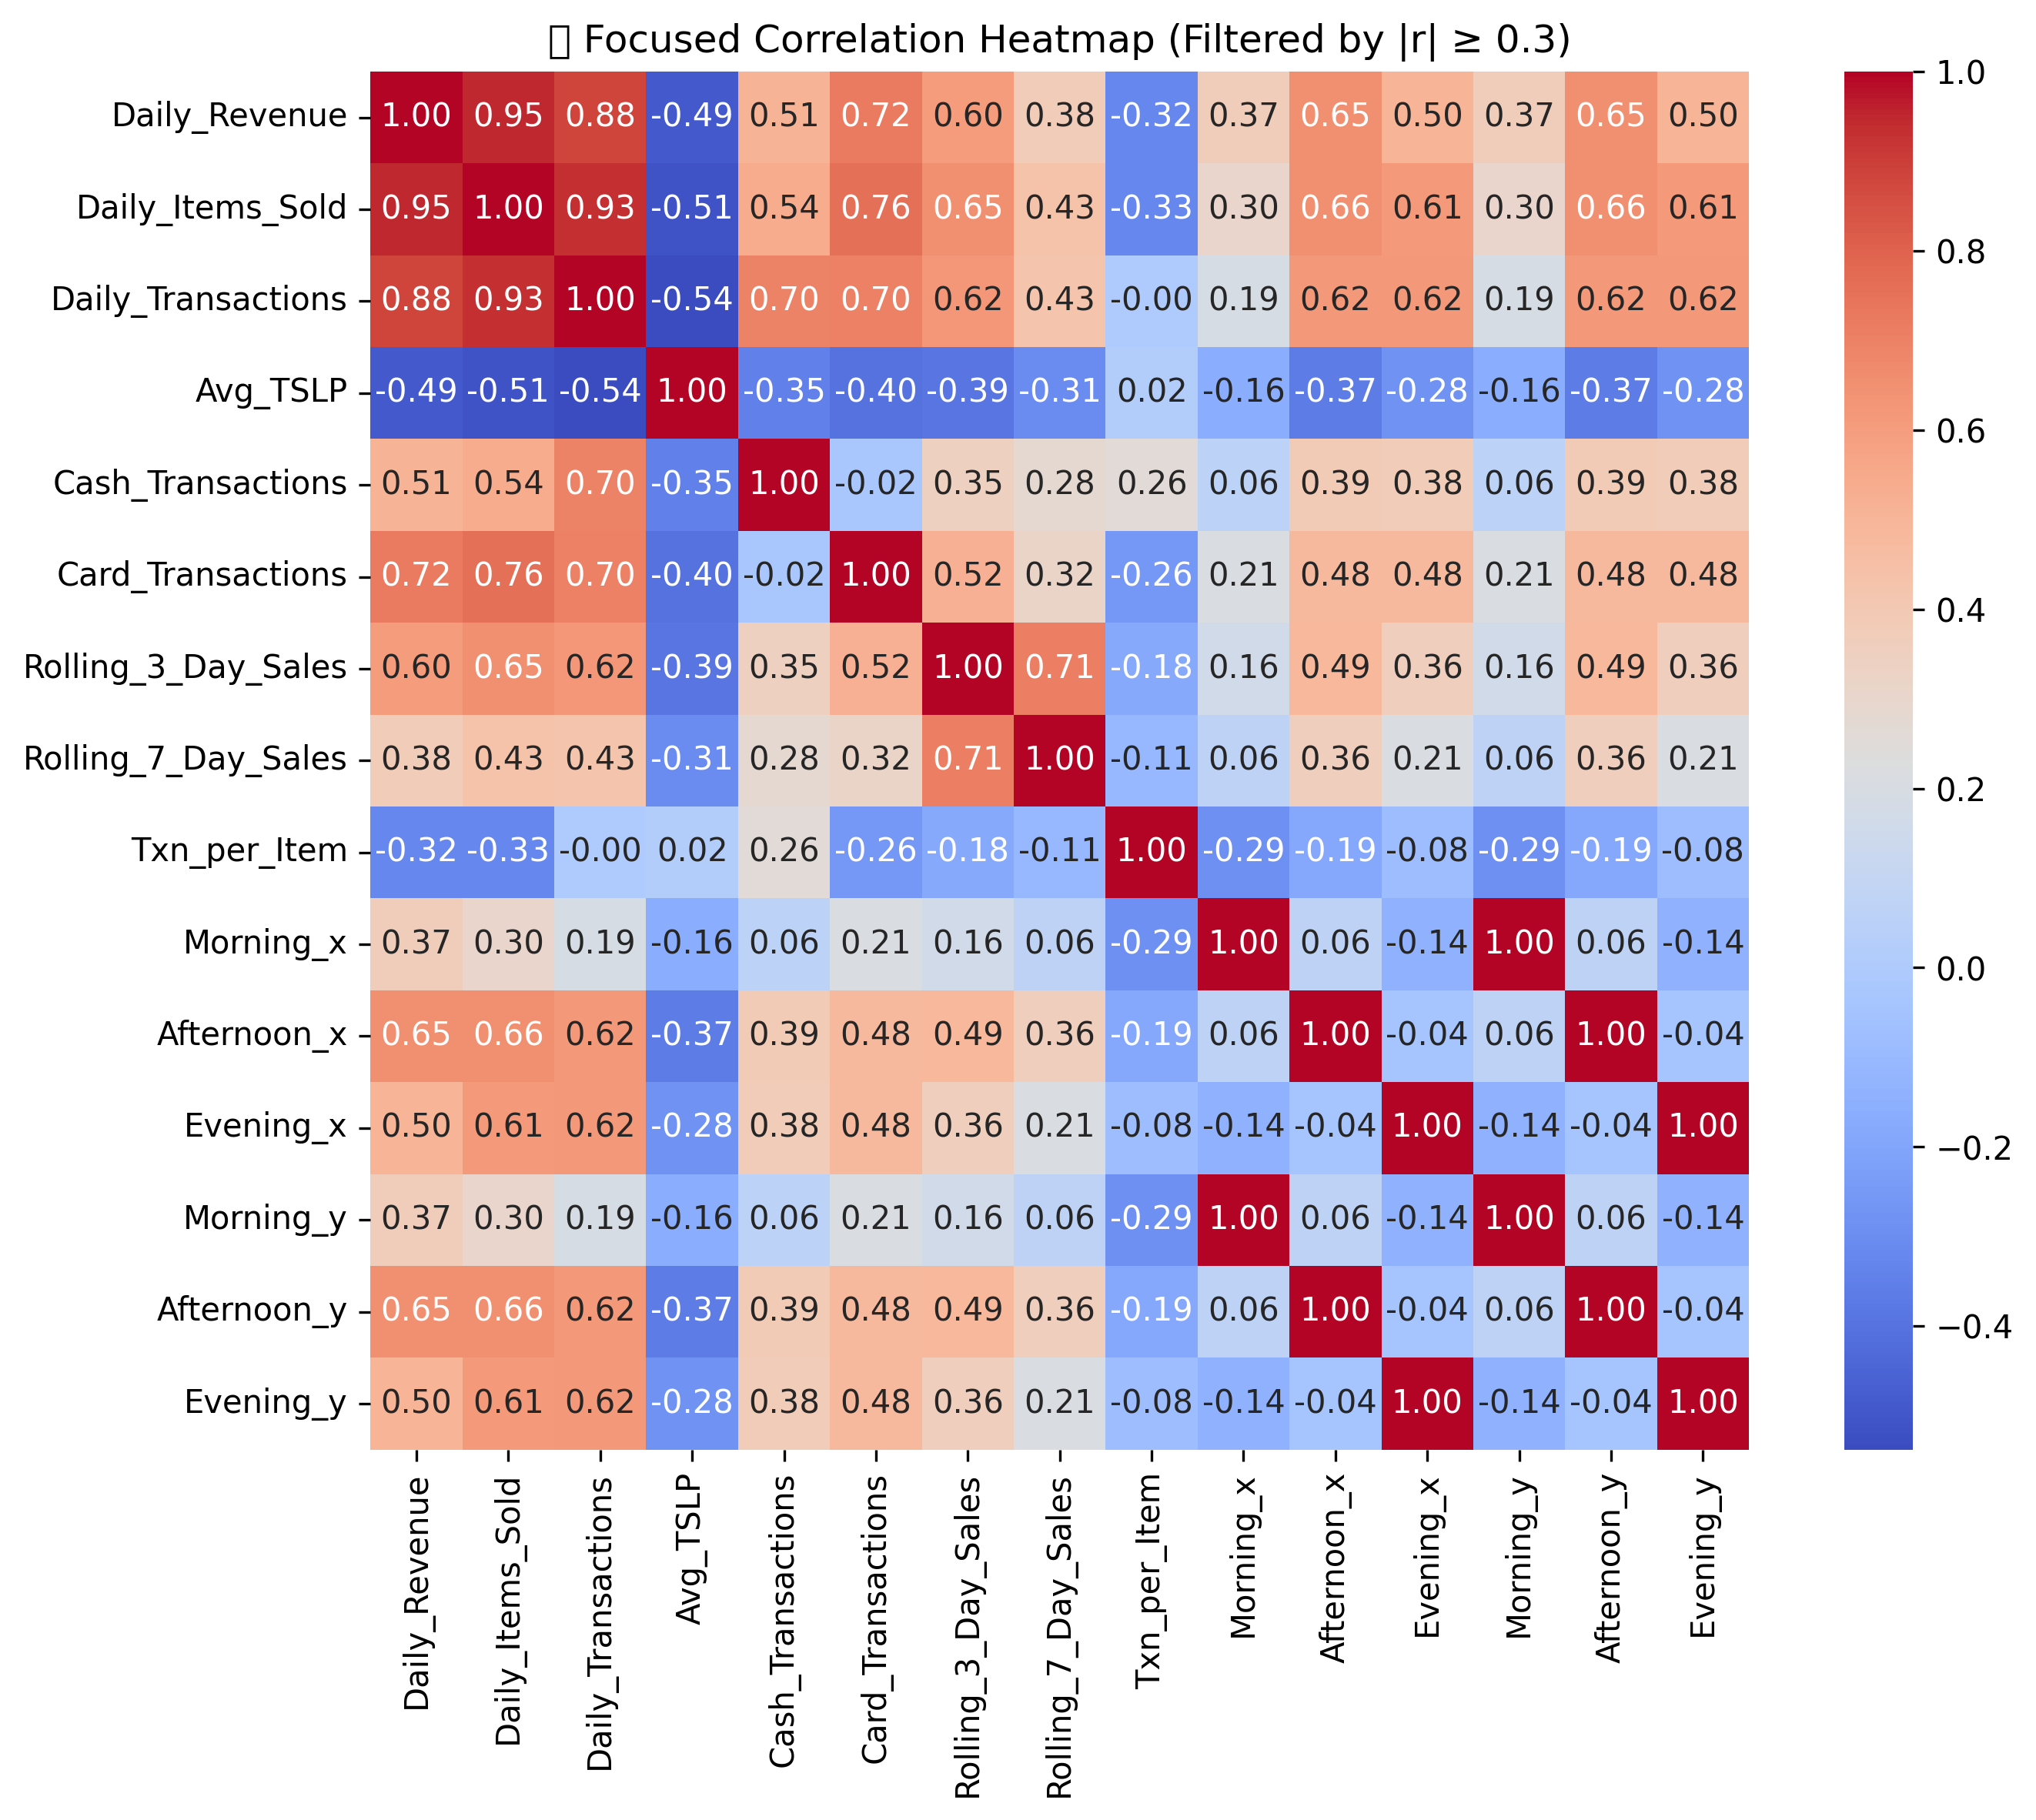 ▯ Focused Correlation Heatmap (Filtered by |r| ≥ 0.3)
Daily_Revenue 1.00 0.95 0.88 -0.49 0.51 0.72 0.60 0.38 -0.32 0.37 0.65 0.50 0.37 0.65 0.50
Daily_Items_Sold 0.95 1.00 0.93 -0.51 0.54 0.76 0.65 0.43 -0.33 0.30 0.66 0.61 0.30 0.66 0.61
Daily_Transactions 0.88 0.93 1.00 -0.54 0.70 0.70 0.62 0.43 -0.00 0.19 0.62 0.62 0.19 0.62 0.62
Avg_TSLP -0.49 -0.51 -0.54 1.00 -0.35 -0.40 -0.39 -0.31 0.02 -0.16 -0.37 -0.28 -0.16 -0.37 -0.28
Cash_Transactions 0.51 0.54 0.70 -0.35 1.00 -0.02 0.35 0.28 0.26 0.06 0.39 0.38 0.06 0.39 0.38
Card_Transactions 0.72 0.76 0.70 -0.40 -0.02 1.00 0.52 0.32 -0.26 0.21 0.48 0.48 0.21 0.48 0.48
Rolling_3_Day_Sales 0.60 0.65 0.62 -0.39 0.35 0.52 1.00 0.71 -0.18 0.16 0.49 0.36 0.16 0.49 0.36
Rolling_7_Day_Sales 0.38 0.43 0.43 -0.31 0.28 0.32 0.71 1.00 -0.11 0.06 0.36 0.21 0.06 0.36 0.21
Txn_per_Item -0.32 -0.33 -0.00 0.02 0.26 -0.26 -0.18 -0.11 1.00 -0.29 -0.19 -0.08 -0.29 -0.19 -0.08
Morning_x 0.37 0.30 0.19 -0.16 0.06 0.21 0.16 0.06 -0.29 1.00 0.06 -0.14 1.00 0.06 -0.14
Afternoon_x 0.65 0.66 0.62 -0.37 0.39 0.48 0.49 0.36 -0.19 0.06 1.00 -0.04 0.06 1.00 -0.04
Evening_x 0.50 0.61 0.62 -0.28 0.38 0.48 0.36 0.21 -0.08 -0.14 -0.04 1.00 -0.14 -0.04 1.00
Morning_y 0.37 0.30 0.19 -0.16 0.06 0.21 0.16 0.06 -0.29 1.00 0.06 -0.14 1.00 0.06 -0.14
Afternoon_y 0.65 0.66 0.62 -0.37 0.39 0.48 0.49 0.36 -0.19 0.06 1.00 -0.04 0.06 1.00 -0.04
Evening_y 0.50 0.61 0.62 -0.28 0.38 0.48 0.36 0.21 -0.08 -0.14 -0.04 1.00 -0.14 -0.04 1.00
Daily_Revenue
Daily_Items_Sold
Daily_Transactions
Avg_TSLP
Cash_Transactions
Card_Transactions
Rolling_3_Day_Sales
Rolling_7_Day_Sales
Txn_per_Item
Morning_x
Afternoon_x
Evening_x
Morning_y
Afternoon_y
Evening_y
1.0
0.8
0.6
0.4
0.2
0.0
−0.2
−0.4